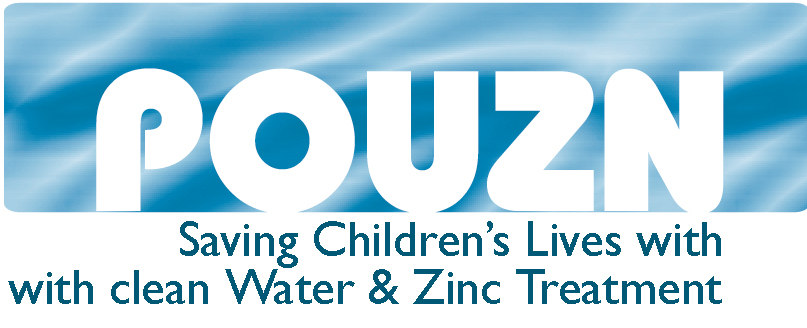 POUZN
Saving Children’s Lives with
with clean Water & Zinc Treatment